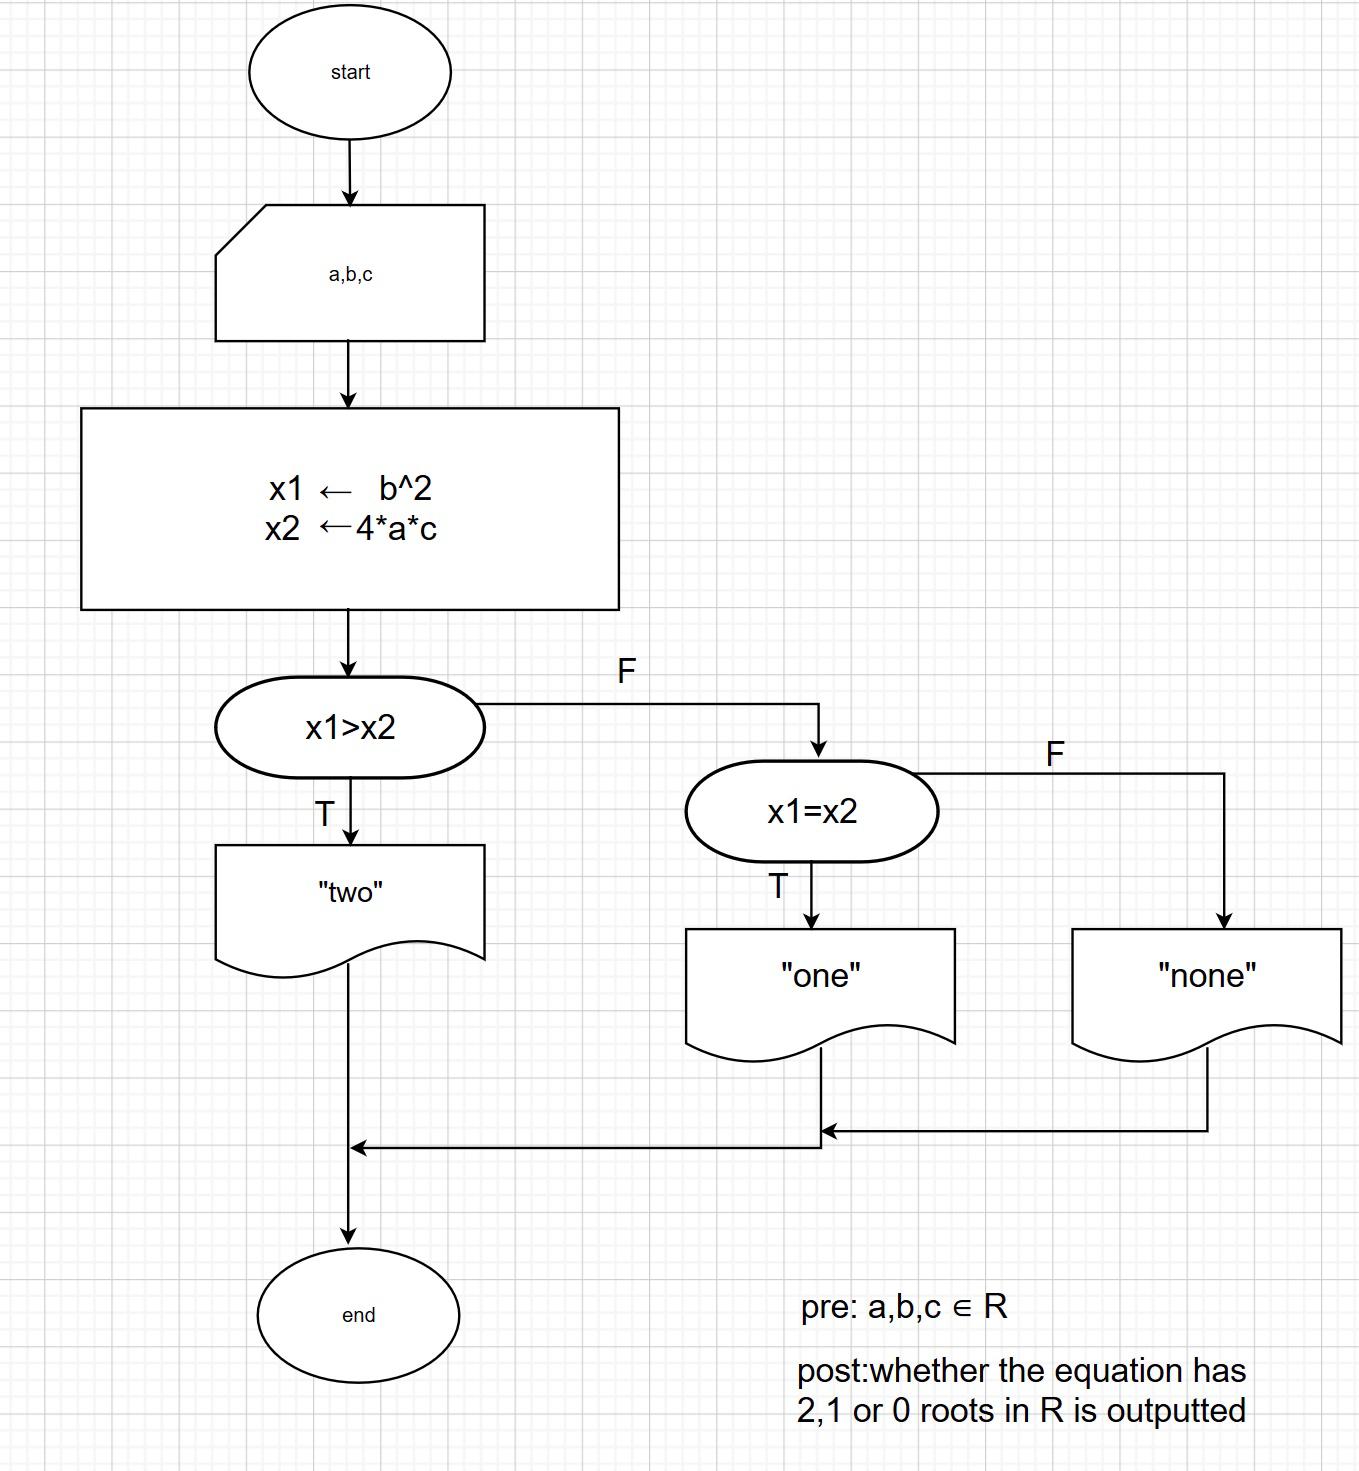 start
a,b,c
x1 ← b^2
x2 ←4*a*c
x1>x2
F
T
"two"
x1=x2
F
T
"one"
"none"
end
pre: a,b,c ∈ R
post:whether the equation has
2,1 or 0 roots in R is outputted